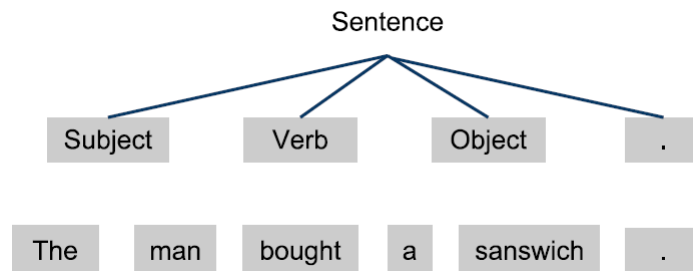 Sentence
Subject Verb Object .
The man bought a sanswich .